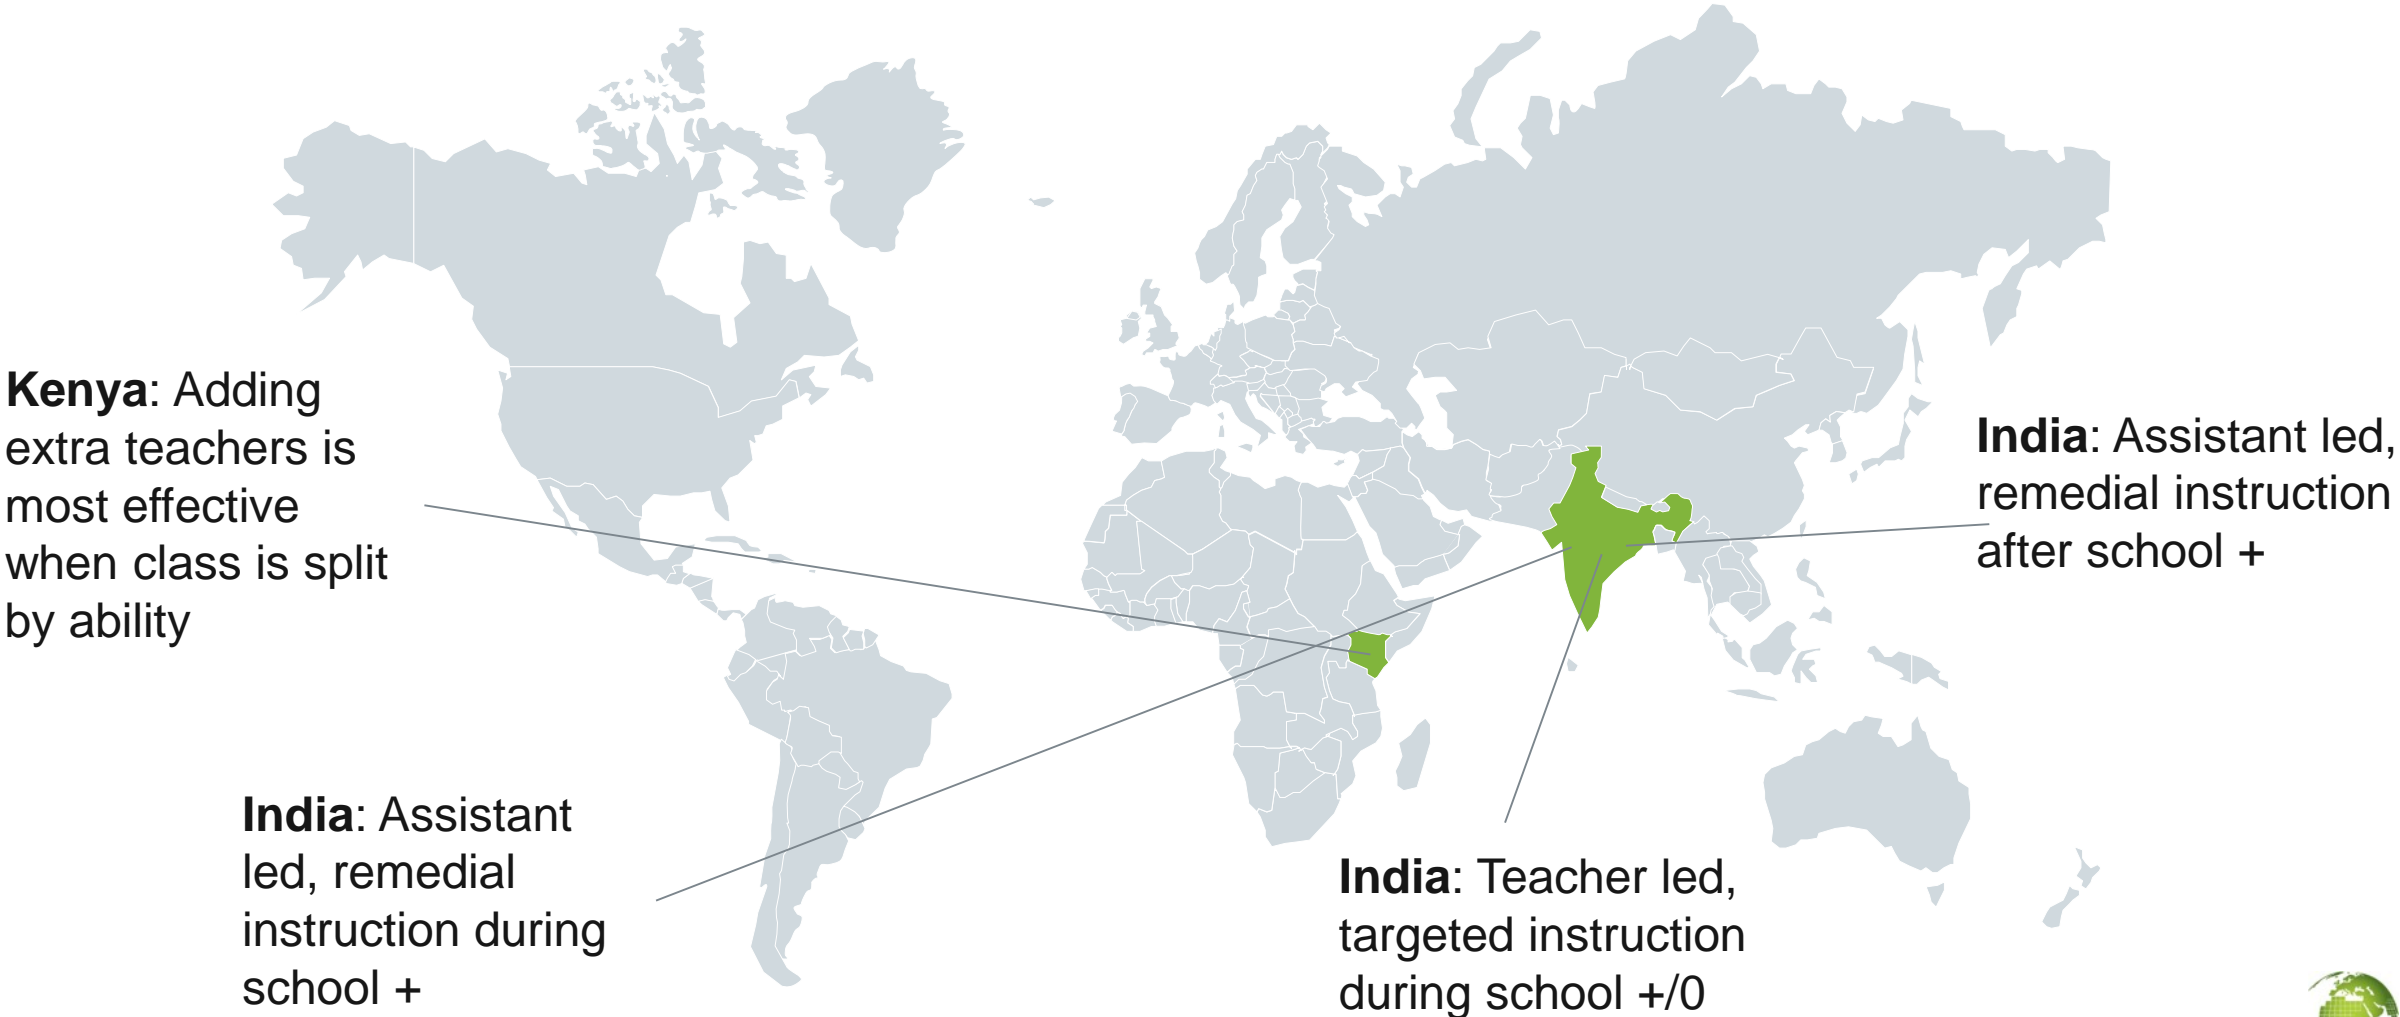 Kenya: Adding
extra teachers is
most effective
when class is split
by ability
India: Assistant led,
remedial instruction
after school +
India: Assistant
led, remedial
instruction during
school +
India: Teacher led,
targeted instruction
during school +/0